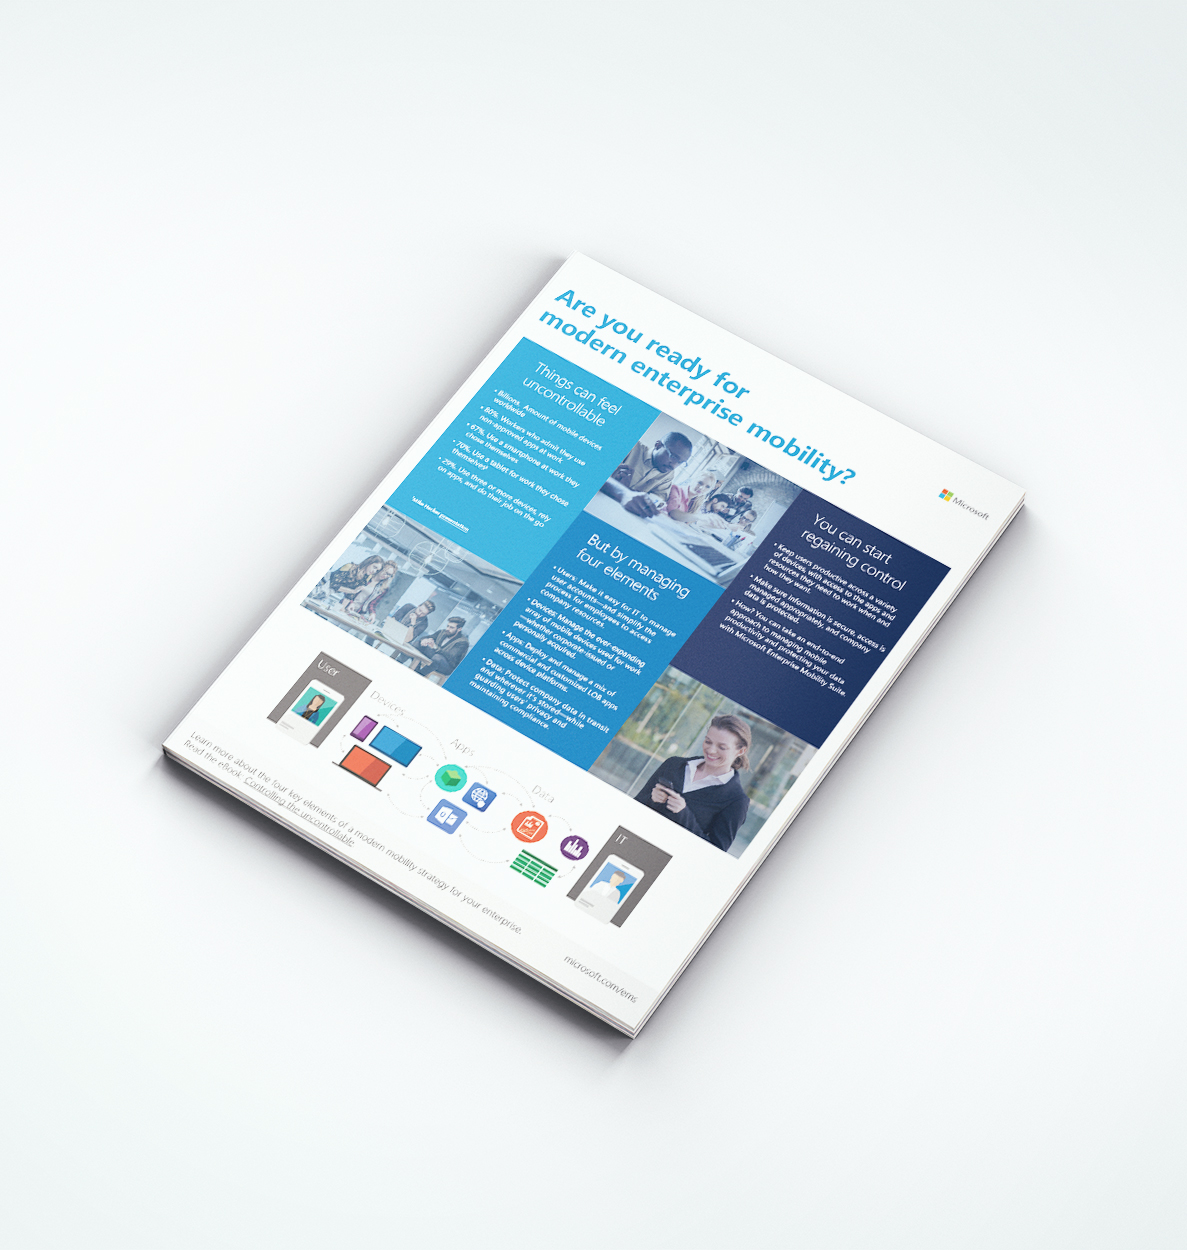 Are you ready for
modern enterprise mobility?
Microsoft
Things can feel
uncontrollable
• Billions. Amount of mobile devices
worldwide
• 80%. Workers who admit they use
non-approved apps at work
• 67%. Use a smartphone at work they
chose themselves
• 70%. Use a tablet for work they chose
themselves¹
• 29%. Use three or more devices, rely
on apps, and do their job on the go
presentation
But by managing
four elements
• Users: Make it easy for IT to manage
user accounts—and simplify the
process for employees to access
company resources
• Devices: Manage the ever-expanding
array of mobile devices used for work
—whether corporate-issued or
personally acquired.
• Apps: Deploy and manage a mix of
commercial and customized LOB apps
across device platforms.
• Data: Protect company data in transit
and wherever it's stored—while
guarding users' privacy and
maintaining compliance.
You can start
regaining control
• Keep users productive across a variety
of devices, with access to the apps and
resources they need to work when and
how they want.
• Make sure information is secure, access is
managed appropriately, and company
data is protected.
• How? You can take an end-to-end
approach to managing mobile
productivity and protecting your data
with Microsoft Enterprise Mobility Suite.
User
Devices
Apps
Data
IT
Learn more about the four key elements of a modern mobility strategy for your enterprise.
Read the eBook: Controlling the uncontrollable
microsoft.com/ems